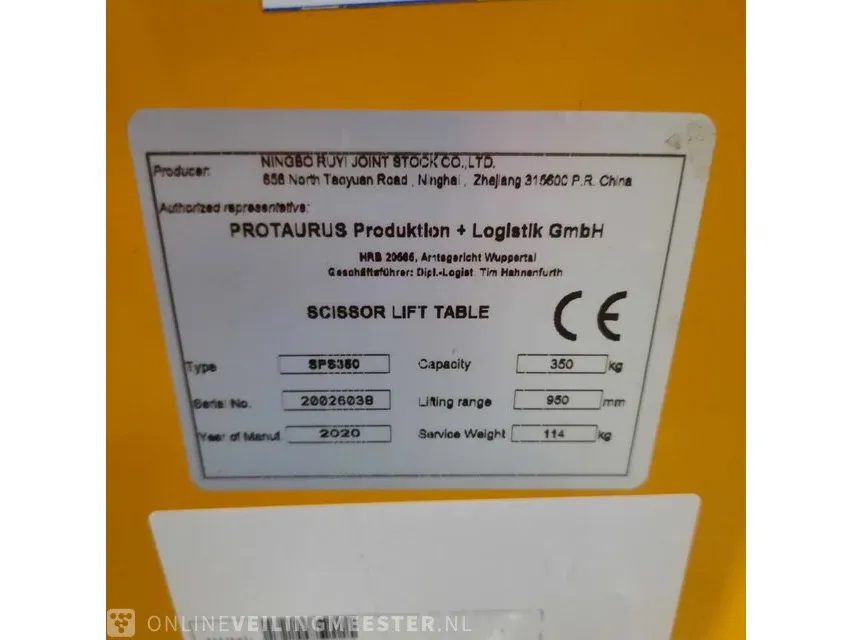 Producer: NINGBO RUYI JOINT STOCK CO.,LTD.
656 North Taoyuan Road , Ninghai , Zhejiang 315600 P.R. China
Authorized representative:
PROTAURUS Produktion + Logistik GmbH
HRB 20566, Amtsgericht Wuppertal
Geschäftsführer: Dipl.-Logist. Tim Hahnenfurth
SCISSOR LIFT TABLE CE
Type SPS350 Capacity 350 kg
Serial No. 20026038 Lifting range 950 mm
Year of Manuf. 2020 Service Weight 114 kg
ONLINEVEILINGMEESTER.NL